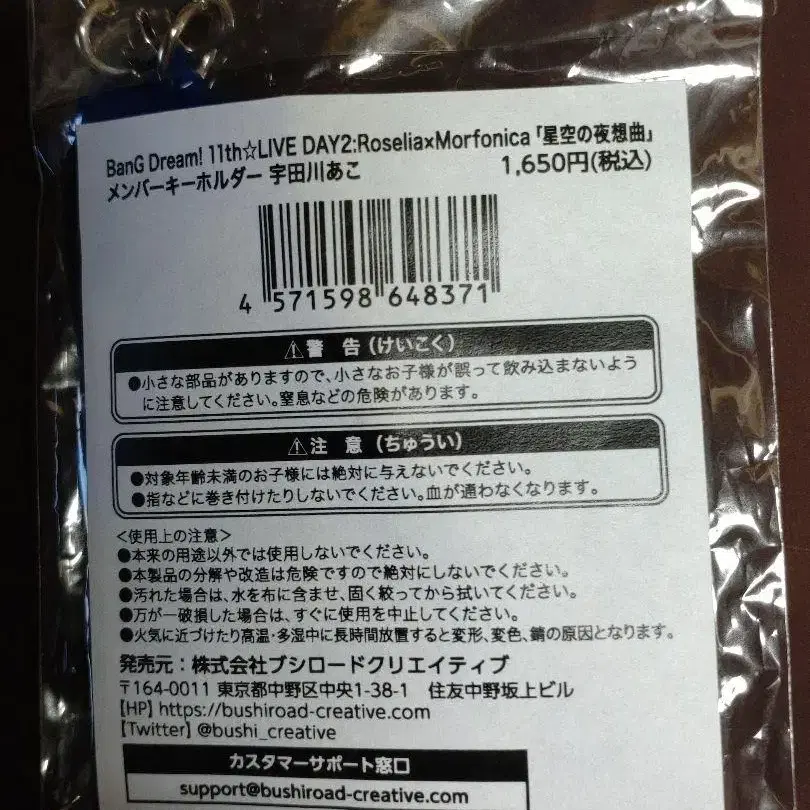 BanG Dream! 11th☆LIVE DAY2:Roselia×Morfonica「星空の夜想曲」
メンバーキーホルダー 宇田川あこ 1,650円(税込)
4 571598 648371
⚠警 告(けいこく)
●小さな部品がありますので、小さなお子様が誤って飲み込まないよう
に注意してください。窒息などの危険があります。
⚠注 意(ちゅうい)
●対象年齢未満のお子様には絶対に与えないでください。
●指などに巻き付けたりしないでください。血が通わなくなります。
<使用上の注意>
●本来の用途以外では使用しないでください。
●本製品の分解や改造は危険ですので絶対にしないでください。
●汚れた場合は、水を布に含ませ、固く絞ってから拭いてください。
●万が一破損した場合は、すぐに使用を中止してください。
●火気に近づけたり高温・多湿中に長時間放置すると変形、変色、錆の原因となります。
発売元:株式会社ブシロードクリエイティブ
〒164-0011 東京都中野区中央1-38-1 住友中野坂上ビル
【HP】https://bushiroad-creative.com
【Twitter】@bushi_creative
カスタマーサポート窓口
support@bushiroad-creative.com